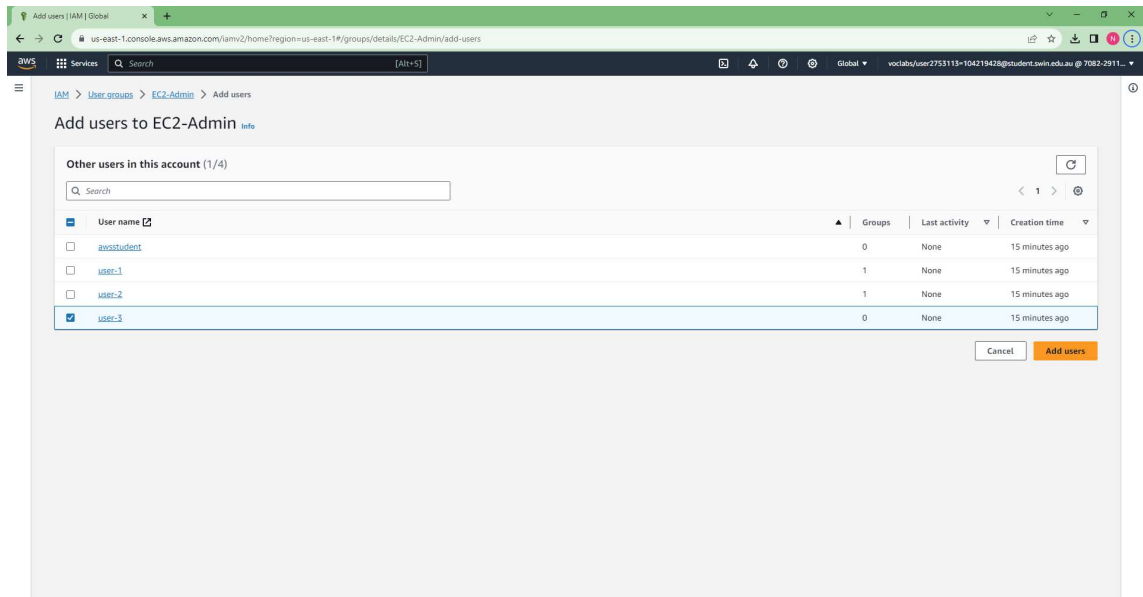 Add users | IAM | Global
us-east-1.console.aws.amazon.com/iamv2/home?region=us-east-1#/groups/details/EC2-Admin/add-users
N
aws Services Search [Alt+S] Global voclabs/user2753113=104219428@student.swin.edu.au @ 7082-2911...
IAM > User groups > EC2-Admin > Add users
Add users to EC2-Admin Info
Other users in this account (1/4)
Search
1
User name Groups Last activity Creation time
awsstudent 0 None 15 minutes ago
user-1 1 None 15 minutes ago
user-2 1 None 15 minutes ago
user-3 0 None 15 minutes ago
Cancel Add users